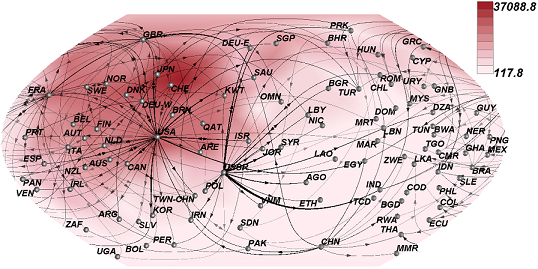 37088.8
117.8
PRK
GBR
DEU-E
SGP
BHR
GRC
HUN
CYP
JPN
SAU
NOR
ERA
SWE
DNK
CHE
KWT
BGR
TUR
ROM
CHL
URY
GNB
OMN
DEU-W
BRN
MYS
DZA
GUY
LBY
DOM
BEL
FIN
QAT
NIC
MRT
LBN
TUN
BWA
NER
PRT
AUT
USA
ISR
SYR
MAR
TGO
PNG
ITA
NLD
ARE
JOR
LAO
CMR
GHA
MEX
ESP
AUS
CAN
USSR
EGY
ZWE
LKA
IDN
BRA
NZL
PAN
IRL
POL
AGO
IND
COD
SLE
VEN
PHL
TWN-CHN
IRN
VNM
ETH
TCD
BGD
COL
KOR
ARG
SLV
SDN
RWA
ECU
ZAF
THA
UGA
BOL
PER
PAK
CHN
MMR